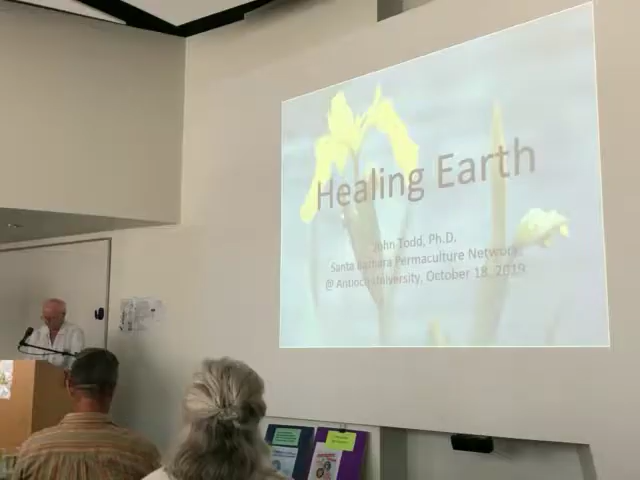 Healing Earth
John Todd, Ph.D.
Santa Barbara Permaculture Network
@ Antioch University, October 18, 2019